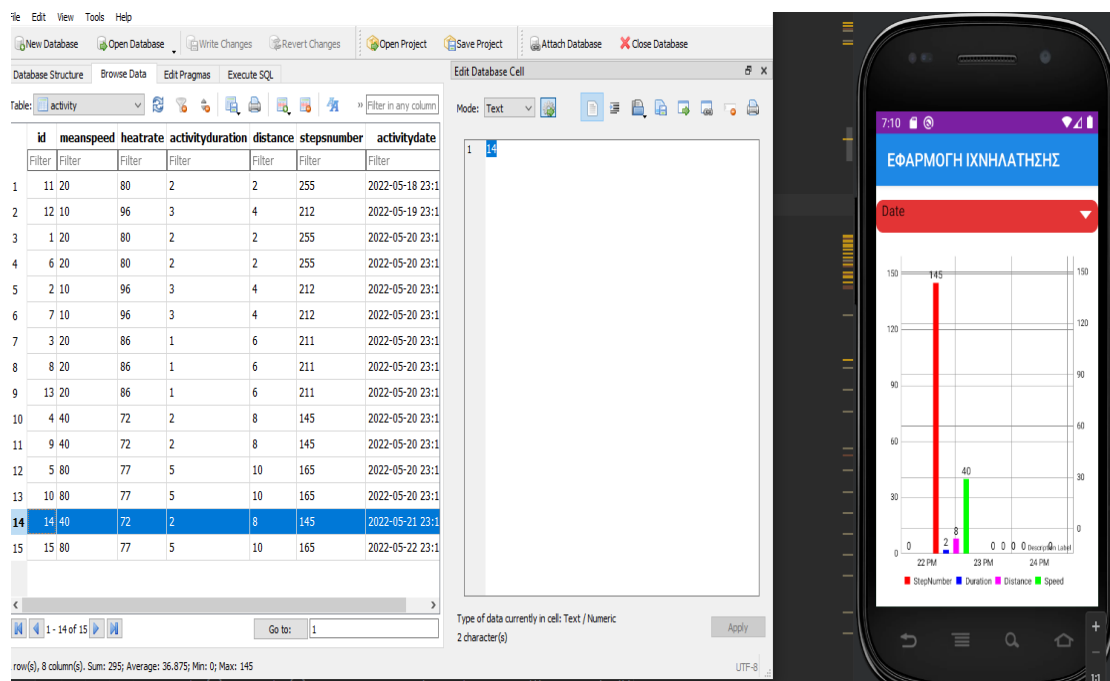 File Edit View Tools Help
New Database Open Database Write Changes Revert Changes Open Project Save Project Attach Database Close Database
Database Structure Browse Data Edit Pragmas Execute SQL
Table: activity Filter in any column
id meanspeed heatrate activityduration distance stepsnumber activitydate
Filter Filter Filter Filter Filter Filter Filter
1 11 20 80 2 2 255 2022-05-18 23:1
2 12 10 96 3 4 212 2022-05-19 23:1
3 1 20 80 2 2 255 2022-05-20 23:1
4 6 20 80 2 2 255 2022-05-20 23:1
5 2 10 96 3 4 212 2022-05-20 23:1
6 7 10 96 3 4 212 2022-05-20 23:1
7 3 20 86 1 6 211 2022-05-20 23:1
8 8 20 86 1 6 211 2022-05-20 23:1
9 13 20 86 1 6 211 2022-05-20 23:1
10 4 40 72 2 8 145 2022-05-20 23:1
11 9 40 72 2 8 145 2022-05-20 23:1
12 5 80 77 5 10 165 2022-05-20 23:1
13 10 80 77 5 10 165 2022-05-20 23:1
14 14 40 72 2 8 145 2022-05-21 23:1
15 15 80 77 5 10 165 2022-05-22 23:1
1 - 14 of 15 Go to: 1
row(s), 8 column(s). Sum: 295; Average: 36.875; Min: 0; Max: 145
Edit Database Cell
Mode: Text
1 14
Type of data currently in cell: Text / Numeric
2 character(s)
Apply
UTF-8
7:10
ΕΦΑΡΜΟΓΗ ΙΧΝΗΛΑΤΗΣΗΣ
Date
150 145 150
120 120
90 90
60 60
40
30 30
8 0
0 0 2 0 0 0 0 0 Description Label
22 PM 23 PM 24 PM
StepNumber Duration Distance Speed
+
−
1:1